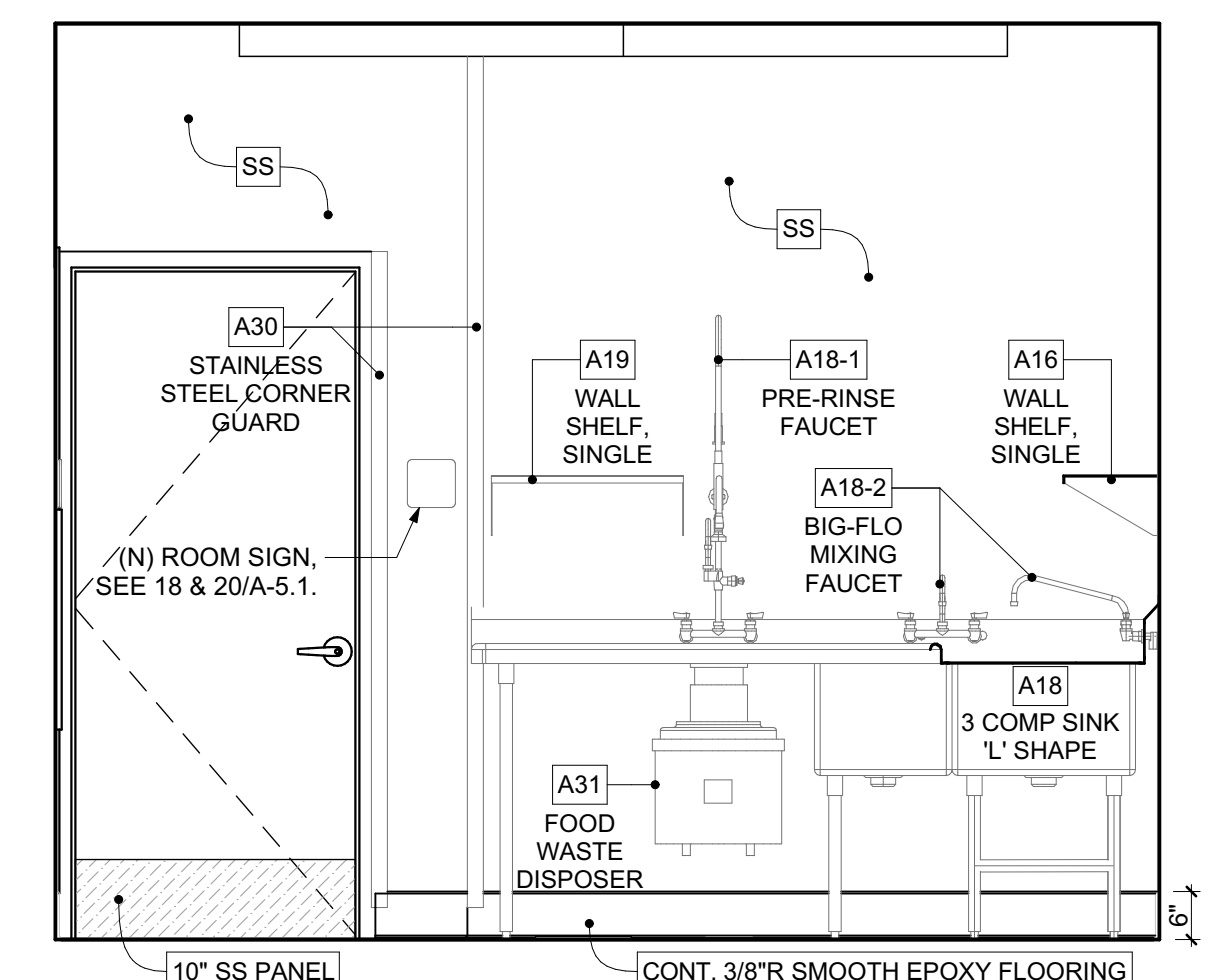 SS
SS
A30
STAINLESS
STEEL CORNER
GUARD
A19
WALL
SHELF,
SINGLE
A18-1
PRE-RINSE
FAUCET
A16
WALL
SHELF,
SINGLE
A18-2
BIG-FLO
MIXING
FAUCET
(N) ROOM SIGN,
SEE 18 & 20/A-5.1.
A18
3 COMP SINK
'L' SHAPE
A31
FOOD
WASTE
DISPOSER
6"
10" SS PANEL
CONT. 3/8"R SMOOTH EPOXY FLOORING